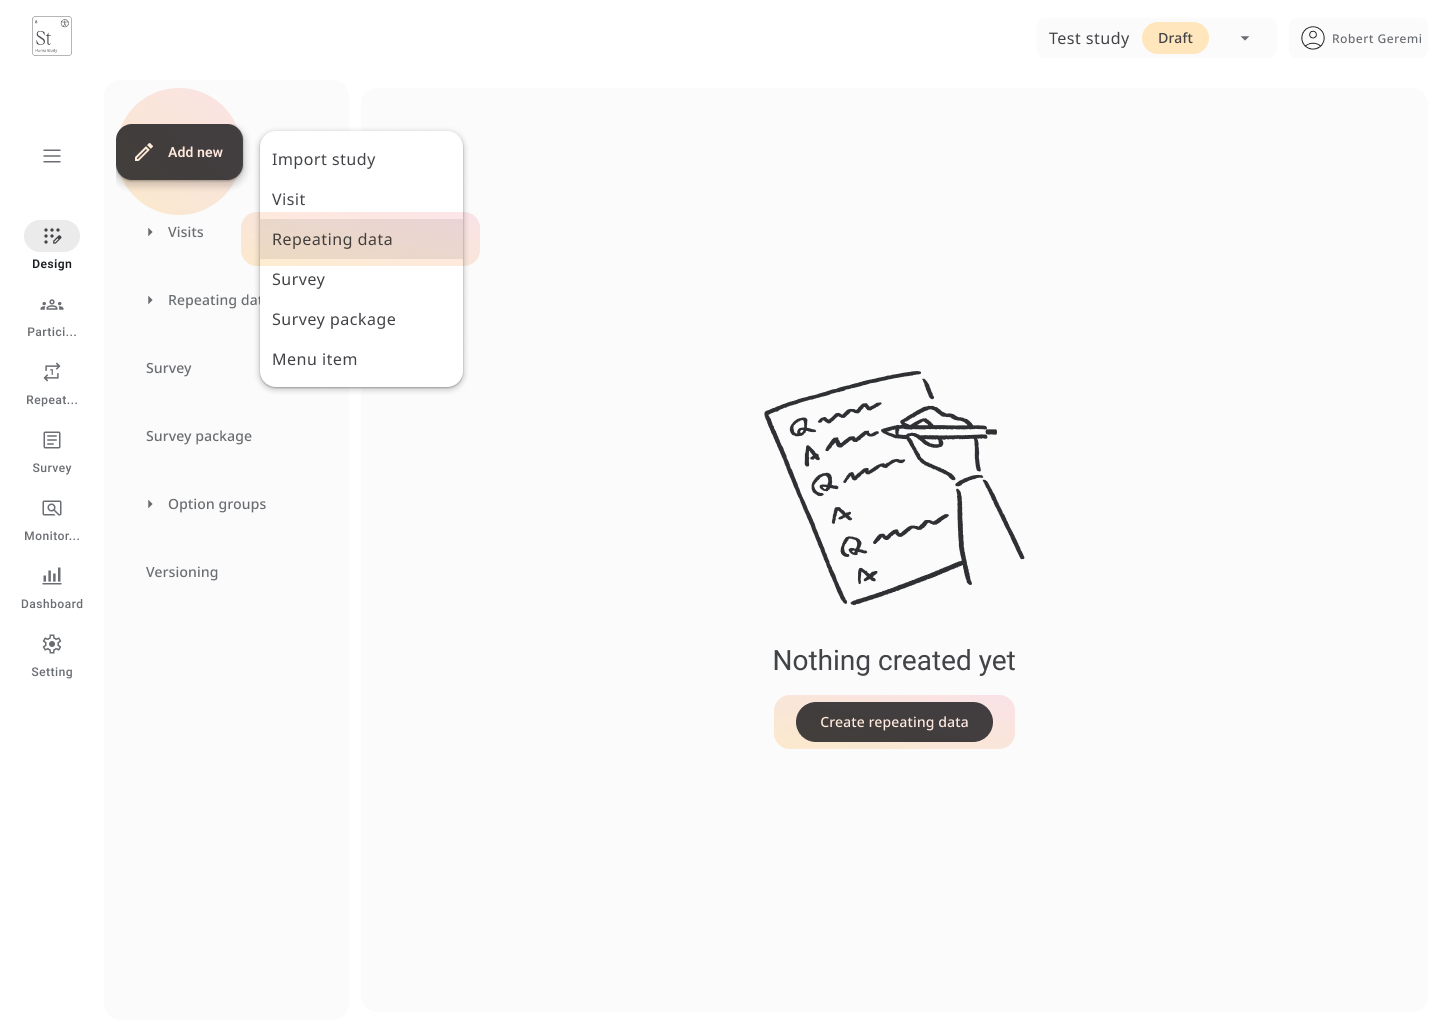 St
Test study
Draft
Robert Geremi
Add new
Import study
Visit
Repeating data
Survey
Survey package
Menu item
Visits
Repeating dat
Survey
Survey package
Option groups
Versioning
Design
Partici...
Repeat...
Survey
Monitor...
Dashboard
Setting
Q
A
Q
A
Q
A
Nothing created yet
Create repeating data